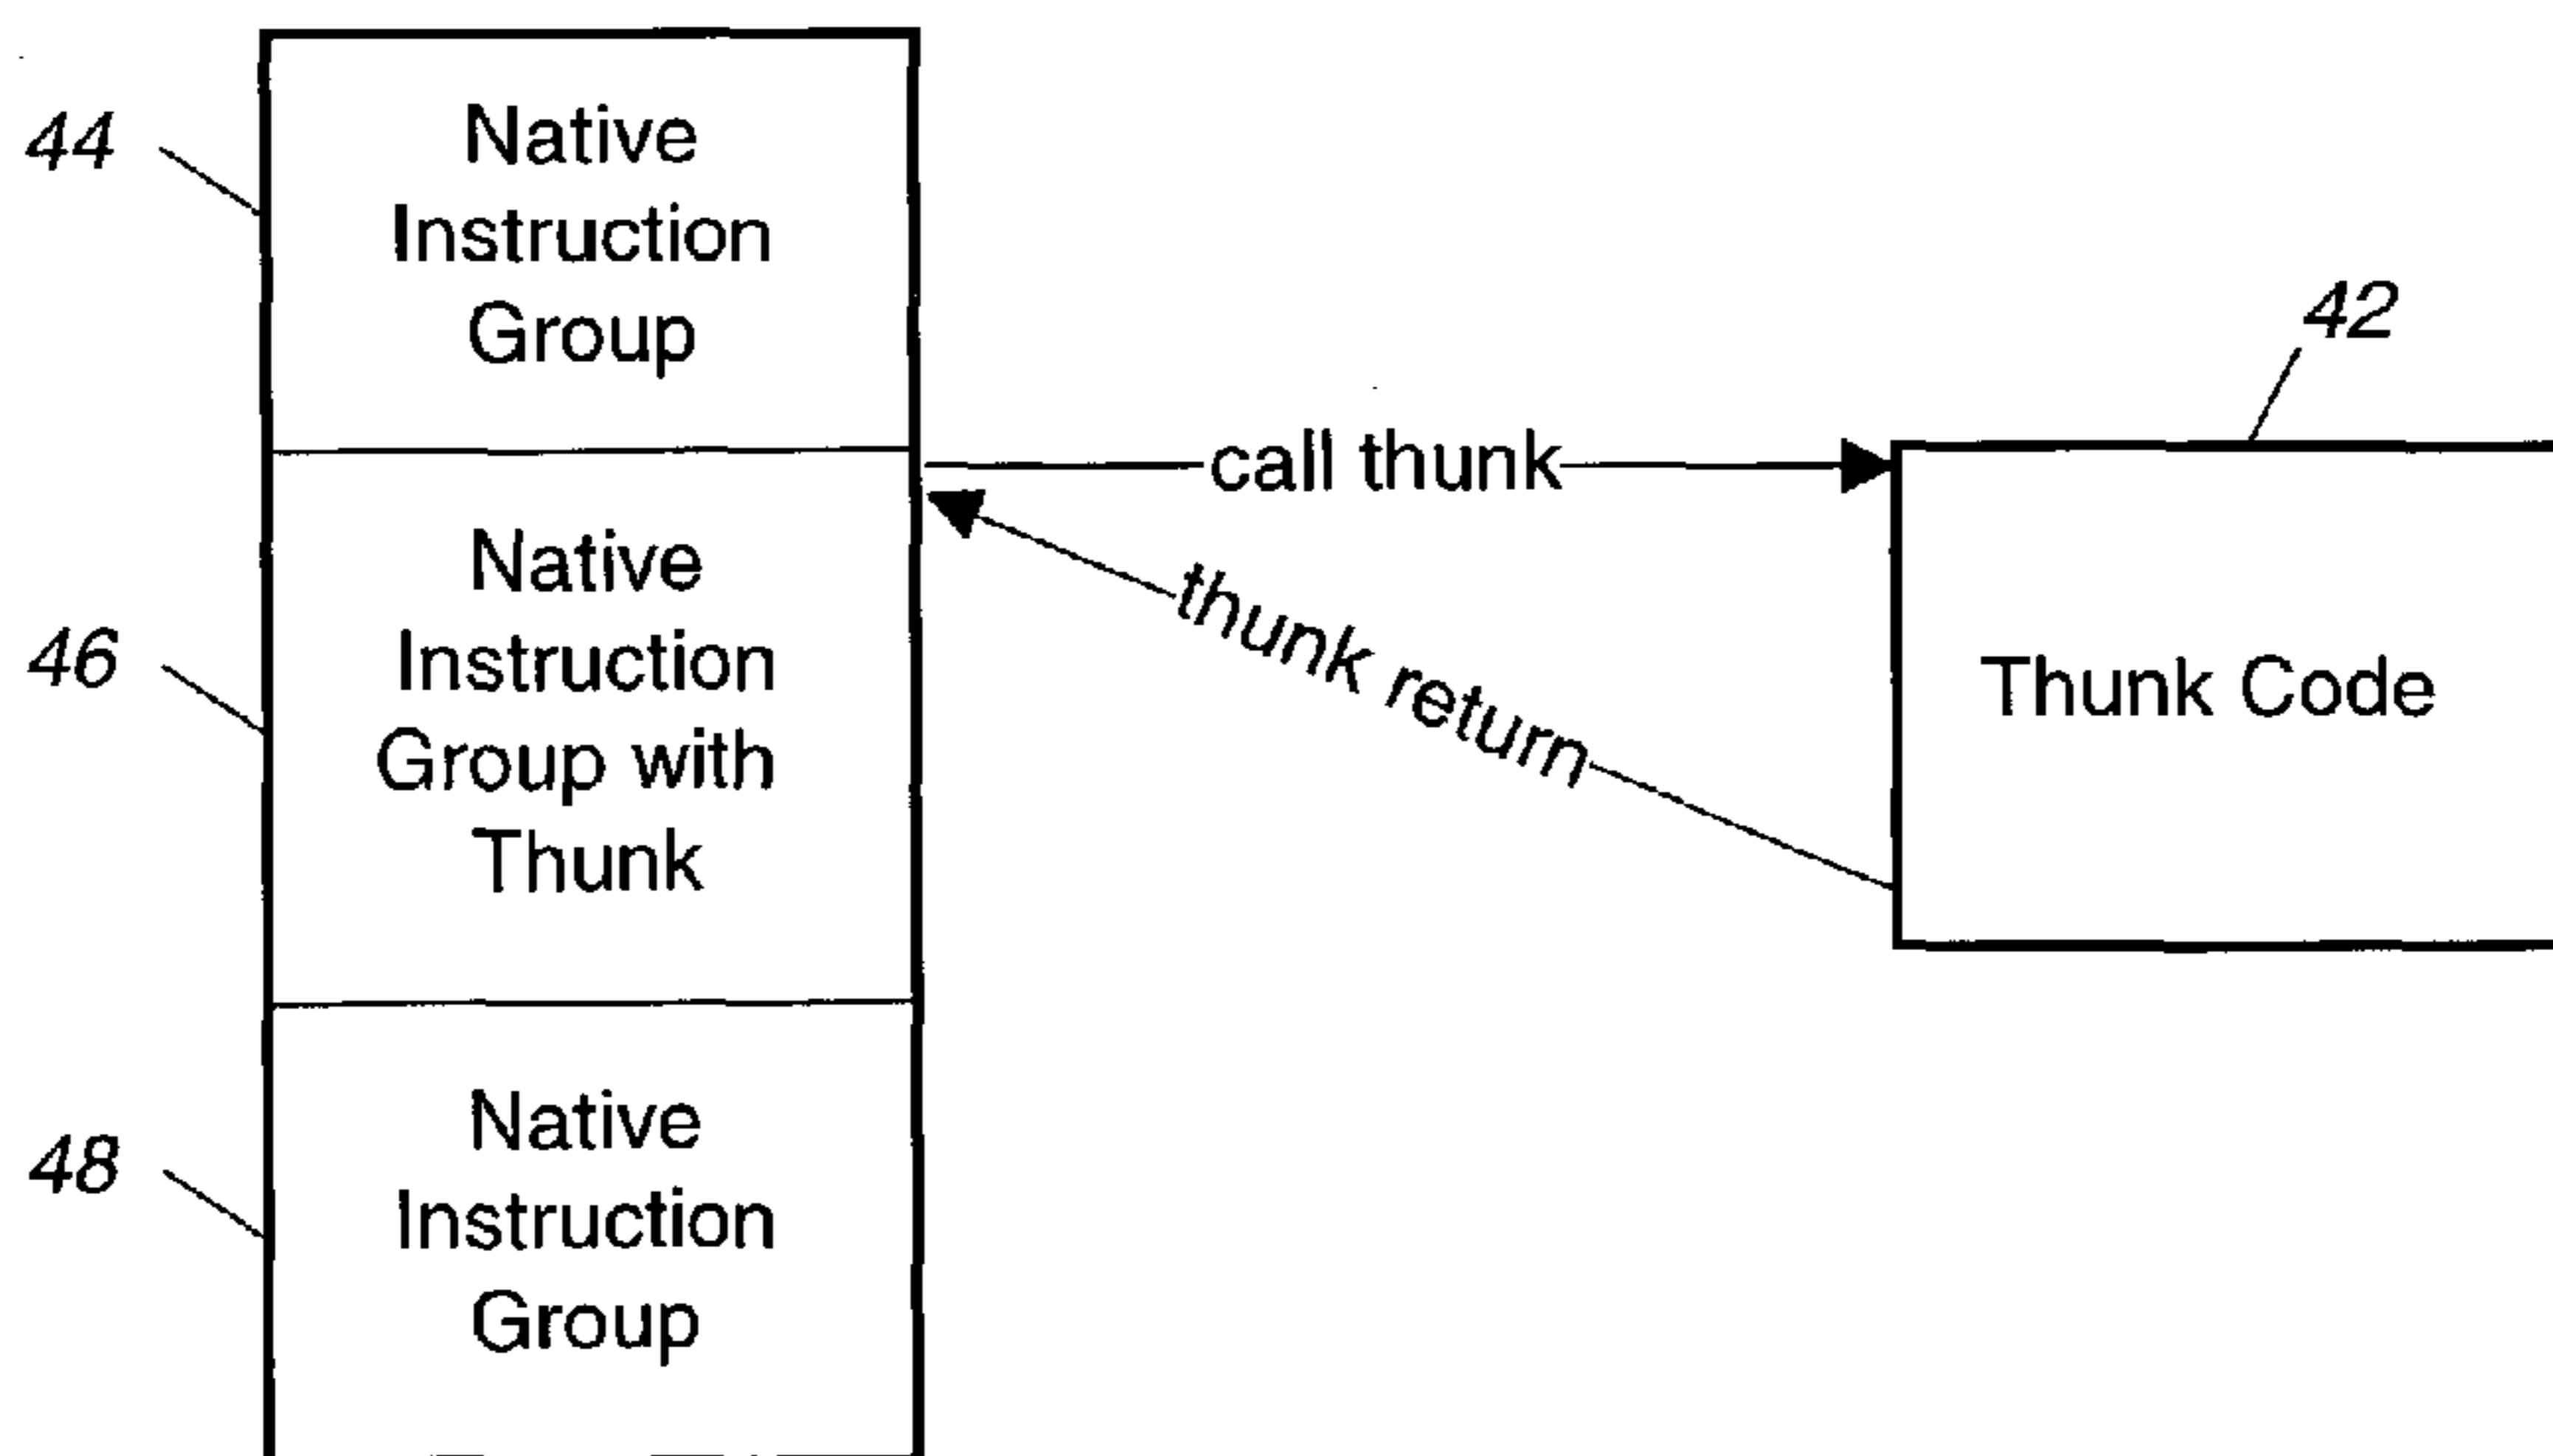 44
Native
Instruction
Group
42
call thunk
thunk return
46
Native
Instruction
Group with
Thunk
Thunk Code
48
Native
Instruction
Group